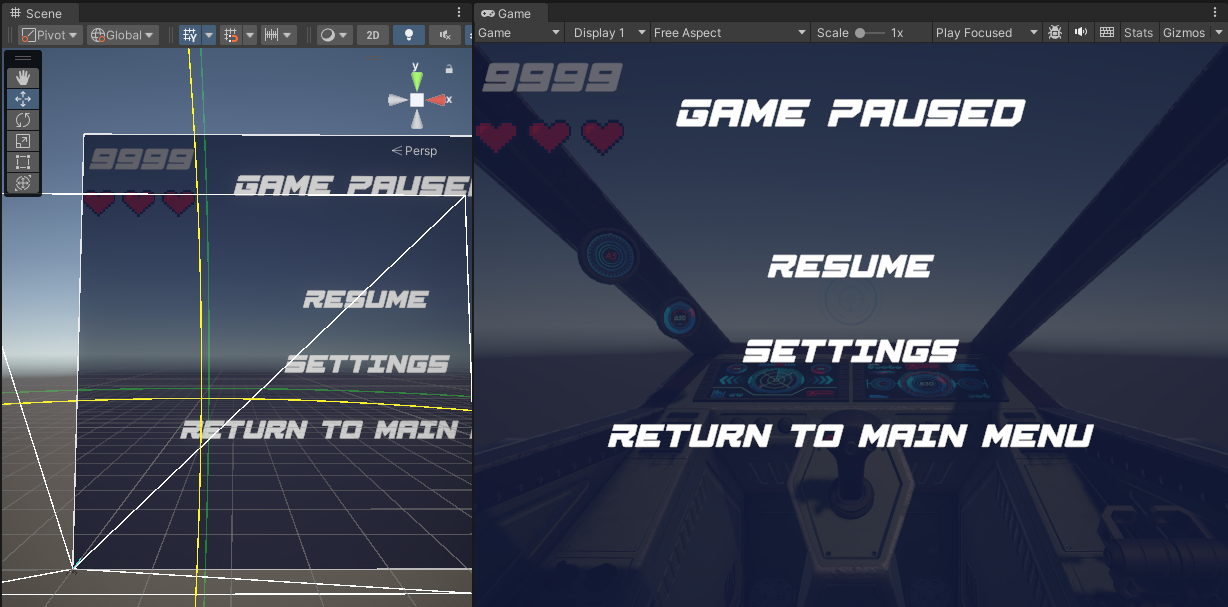 Scene
Pivot
Global
2D
y
x
Persp
9999
GAME PAUSE
RESUME
SETTINGS
RETURN TO MAIN
Game
Game
Display 1
Free Aspect
Scale
1x
Play Focused
Stats
Gizmos
9999
GAME PAUSED
RESUME
SETTINGS
RETURN TO MAIN MENU